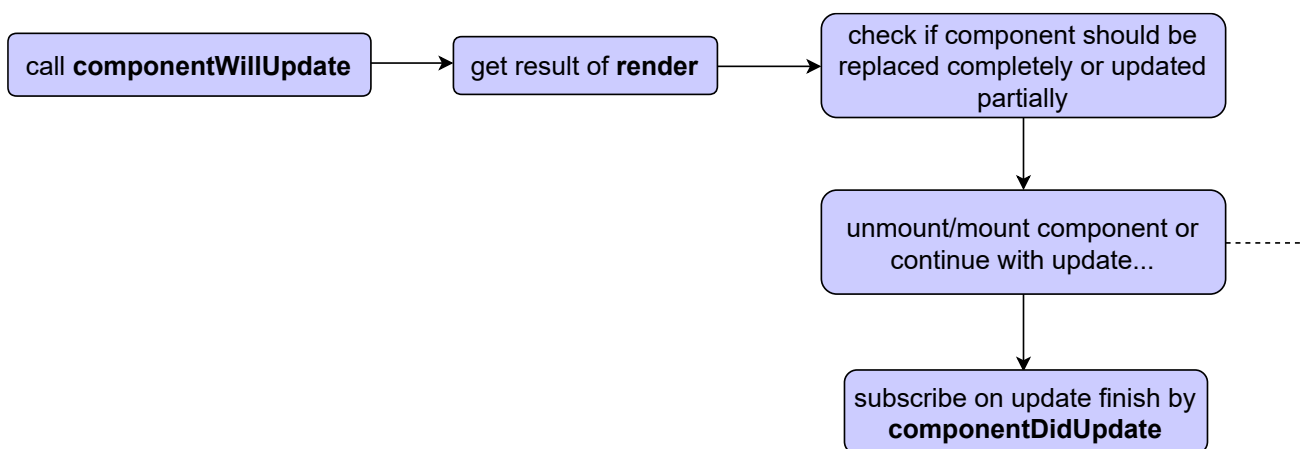 call componentWillUpdate
get result of render
check if component should be
replaced completely or updated
partially
unmount/mount component or
continue with update...
subscribe on update finish by
componentDidUpdate